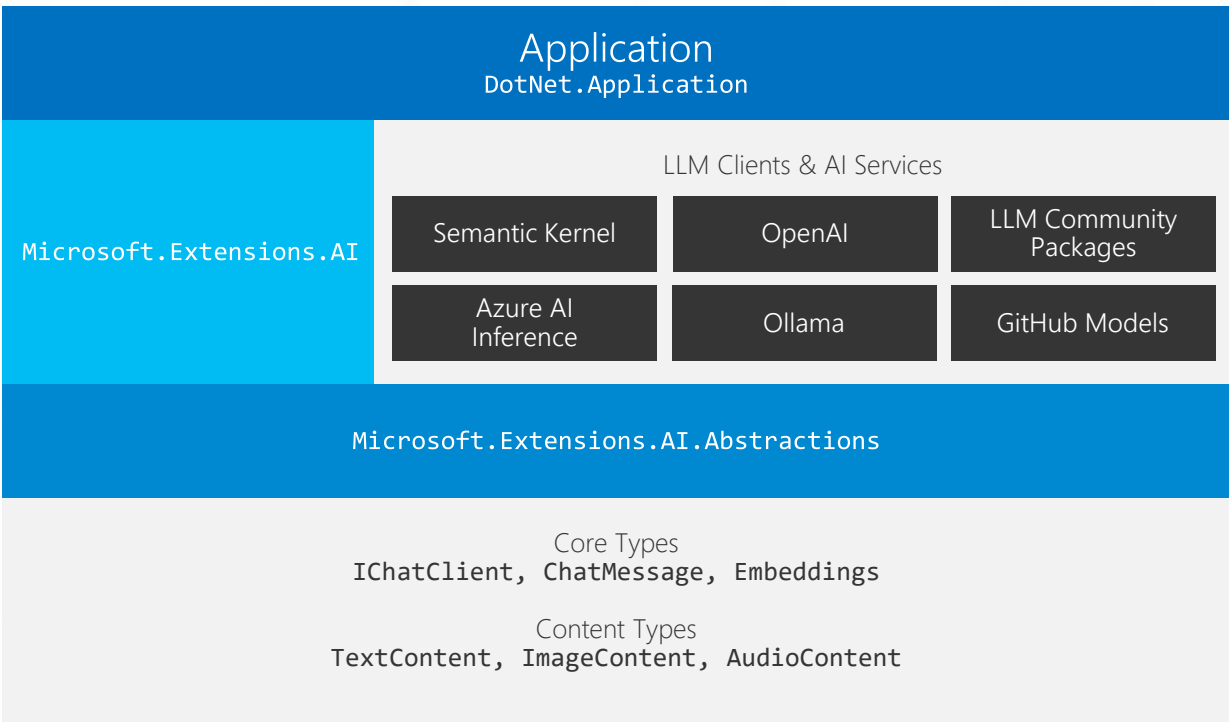 Application
DotNet.Application
Microsoft.Extensions.AI
LLM Clients & AI Services
Semantic Kernel
OpenAI
LLM Community
Packages
Azure AI
Inference
Ollama
GitHub Models
Microsoft.Extensions.AI.Abstractions
Core Types
IChatClient, ChatMessage, Embeddings
Content Types
TextContent, ImageContent, AudioContent